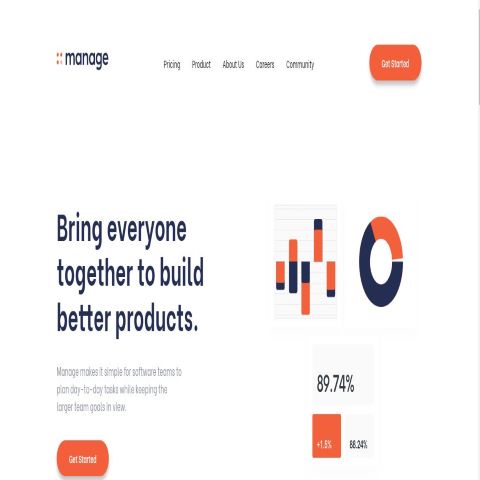 manage
Pricing Product About Us Careers Community
Get Started
Bring everyone
together to build
better products.
Manage makes it simple for software teams to
plan day-to-day tasks while keeping the
larger team goals in view.
Get Started
89.74%
+1.5% 88.24%